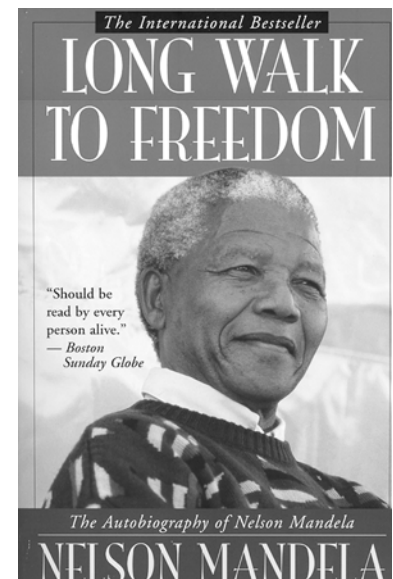 The International Bestseller
LONG WALK
TO FREEDOM
“Should be
read by every
person alive.”
— Boston
Sunday Globe
The Autobiography of Nelson Mandela
NELSON MANDELA